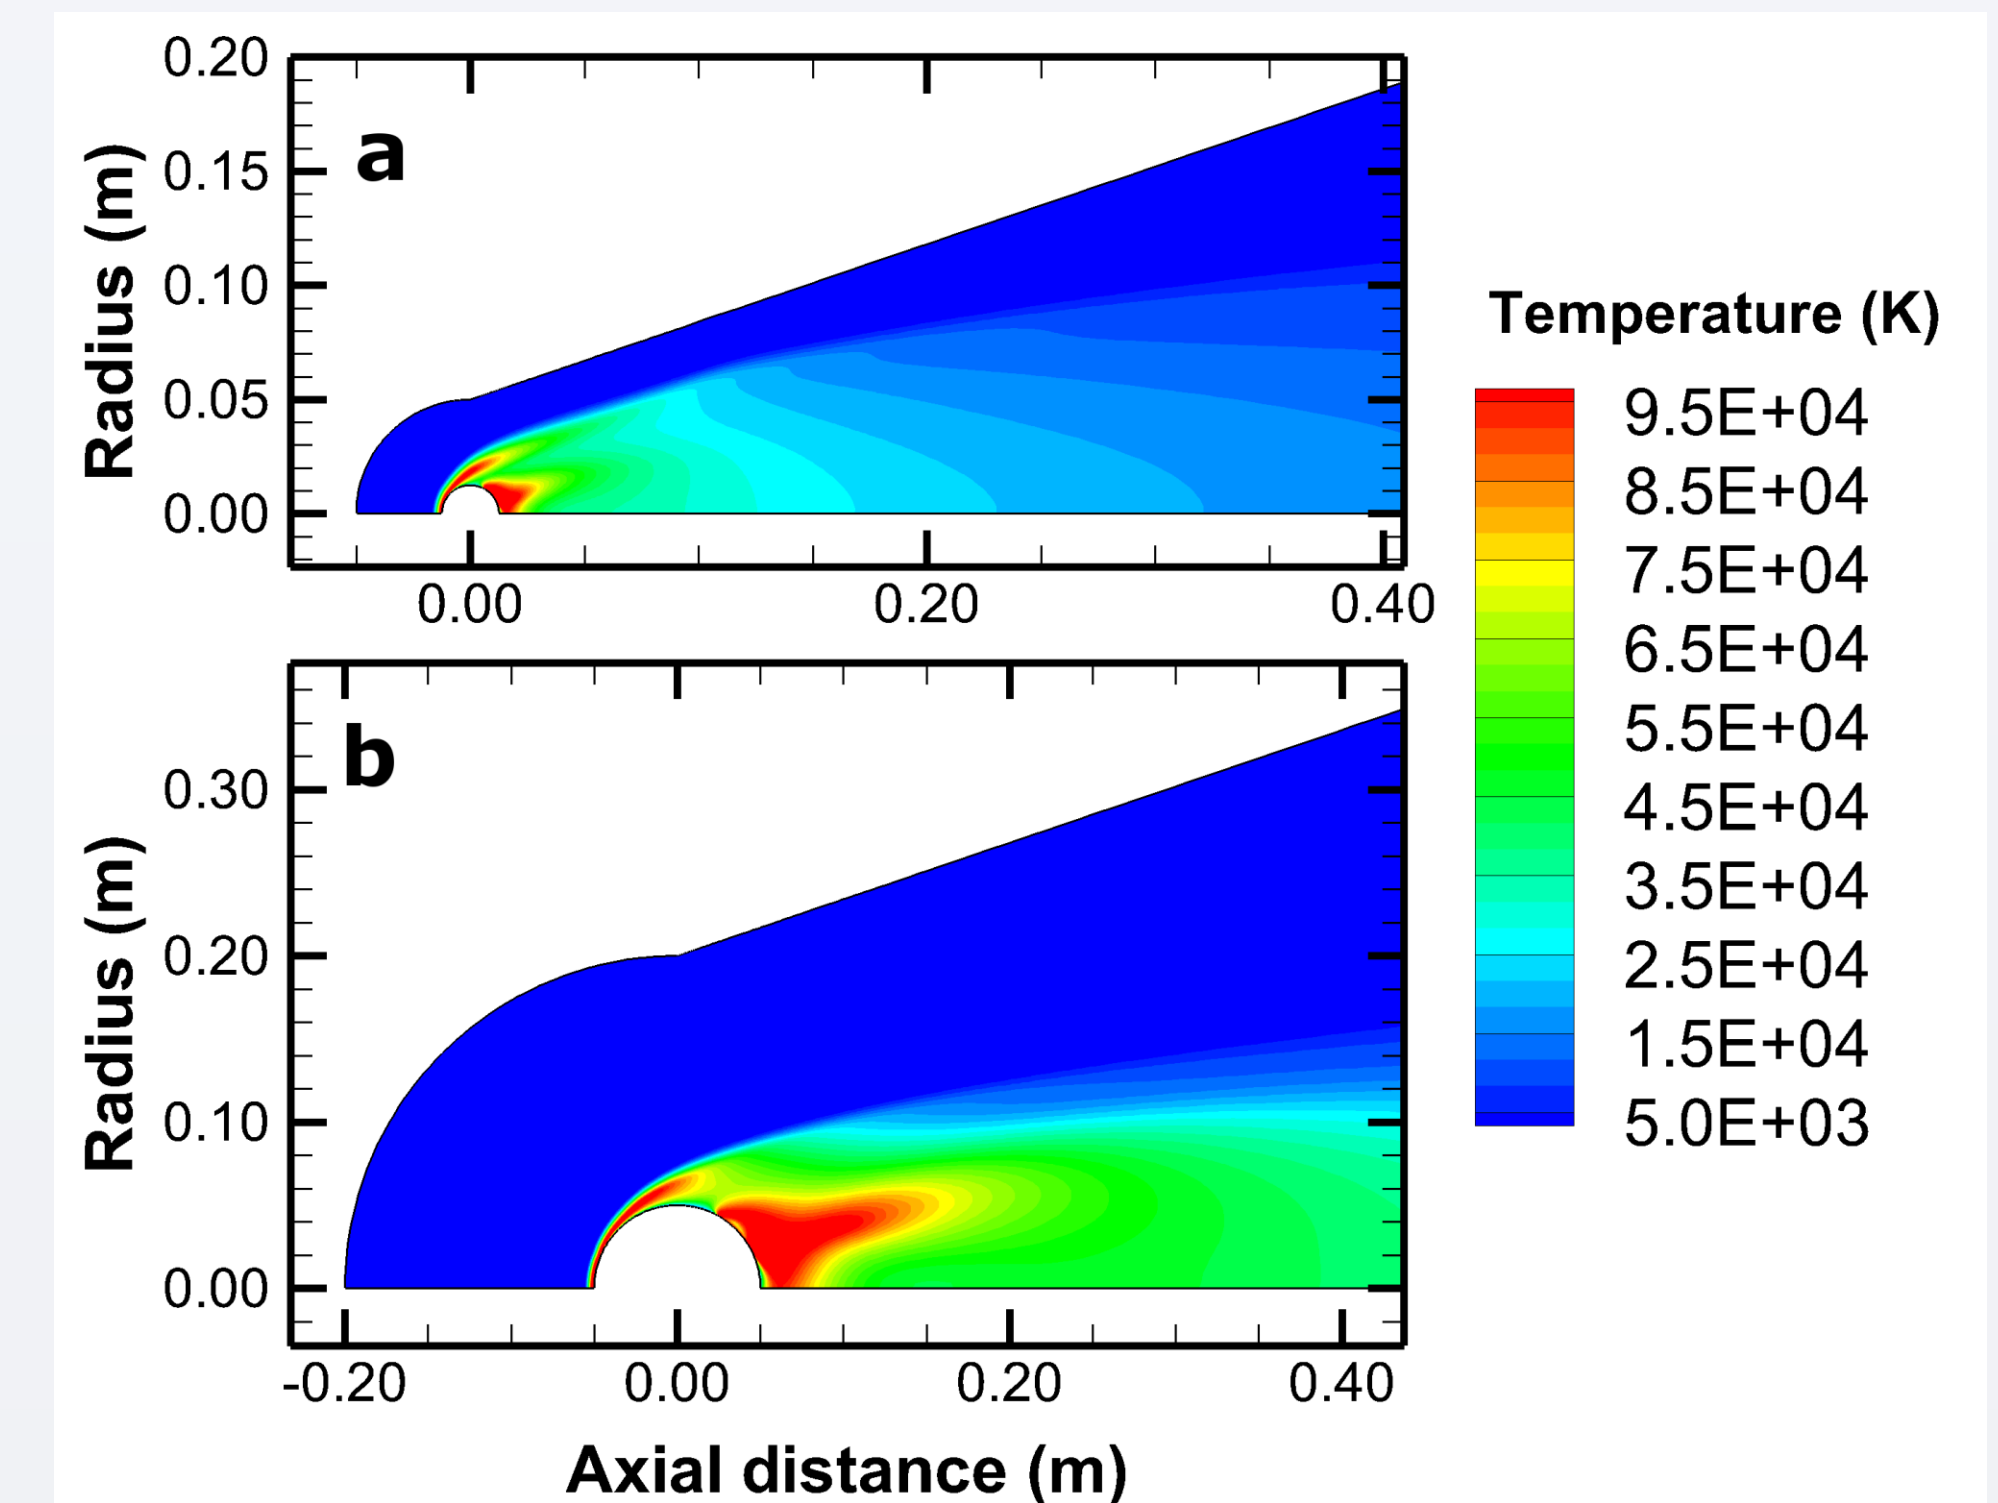 a
Radius (m)
0.20
0.15
0.10
0.05
0.00
0.00 0.20 0.40
b
Radius (m)
0.30
0.20
0.10
0.00
-0.20 0.00 0.20 0.40
Axial distance (m)
Temperature (K)
9.5E+04
8.5E+04
7.5E+04
6.5E+04
5.5E+04
4.5E+04
3.5E+04
2.5E+04
1.5E+04
5.0E+03